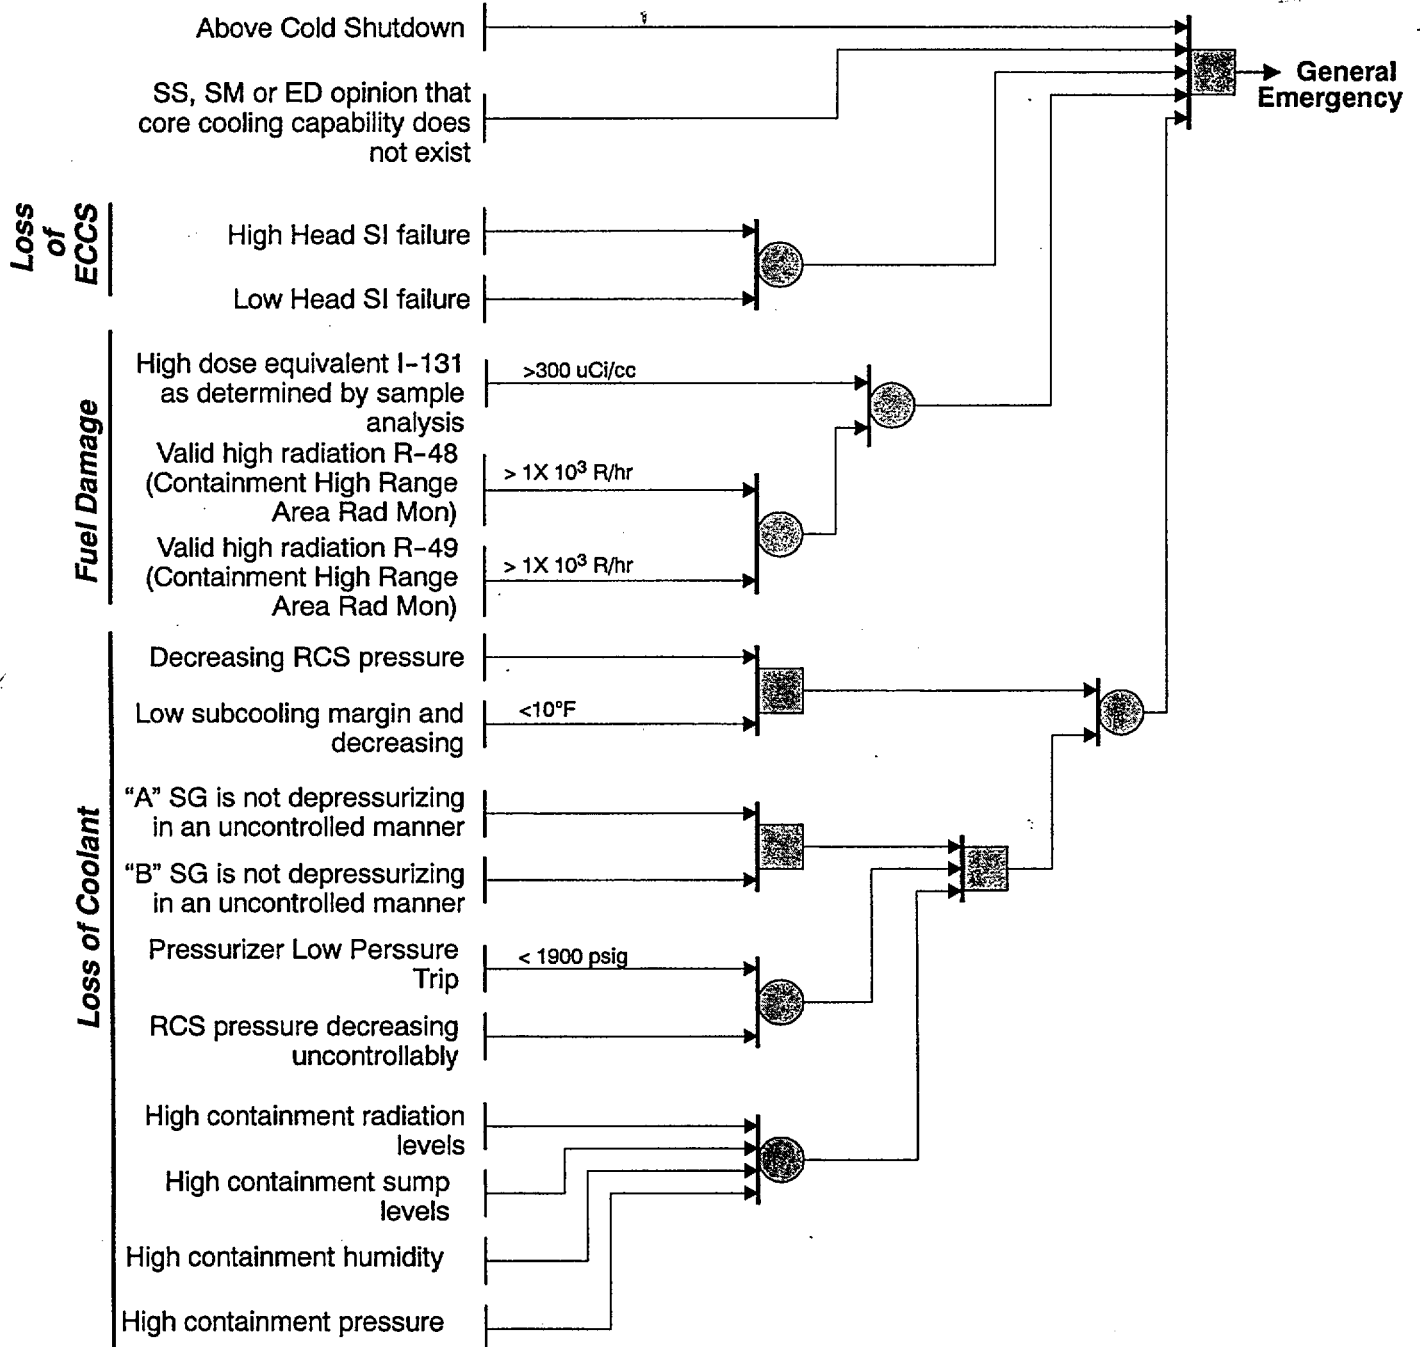 Above Cold Shutdown
SS, SM or ED opinion that
core cooling capability does
not exist
General
Emergency
Loss
of
ECCS
High Head SI failure
Low Head SI failure
Fuel Damage
High dose equivalent I-131
as determined by sample
analysis
>300 uCi/cc
Valid high radiation R-48
(Containment High Range
Area Rad Mon)
> 1X 10³ R/hr
Valid high radiation R-49
(Containment High Range
Area Rad Mon)
> 1X 10³ R/hr
Loss of Coolant
Decreasing RCS pressure
Low subcooling margin and
decreasing
<10°F
"A" SG is not depressurizing
in an uncontrolled manner
"B" SG is not depressurizing
in an uncontrolled manner
Pressurizer Low Perssure
Trip
< 1900 psig
RCS pressure decreasing
uncontrollably
High containment radiation
levels
High containment sump
levels
High containment humidity
High containment pressure